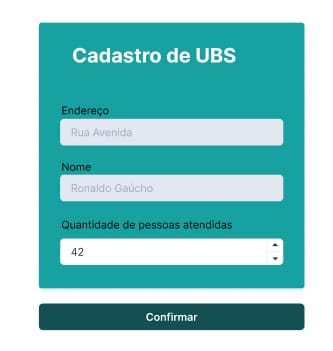 Cadastro de UBS
Endereço
Rua Avenida
Nome
Ronaldo Gaúcho
Quantidade de pessoas atendidas
42
Confirmar